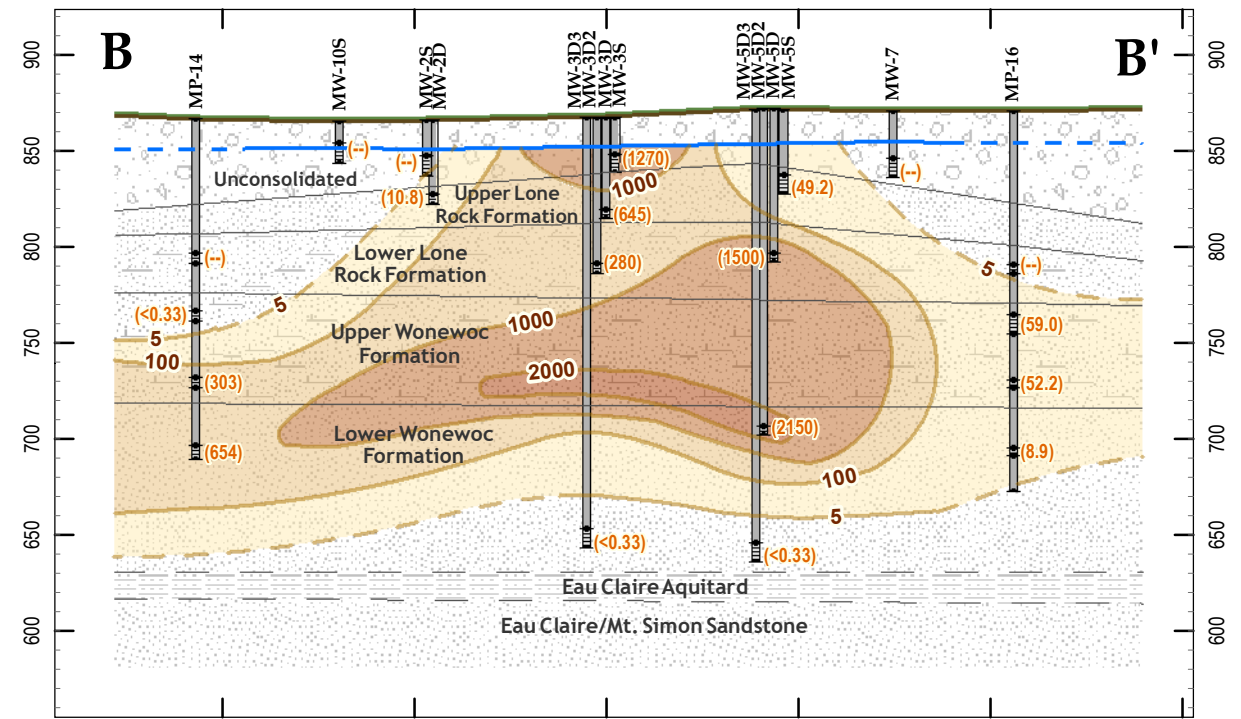 B
B'
MP-14
MW-10S
MW-2S
MW-2D
MW-3D3
MW-3D2
MW-3D
MW-3S
MW-5D3
MW-5D2
MW-5D
MW-5S
MW-7
MP-16
900
900
850
850
(--)
(--)
(1270)
(--)
Unconsolidated
1000
(49.2)
(10.8)
Upper Lone
Rock Formation
(645)
800
800
(--)
Lower Lone
Rock Formation
(280)
(1500)
5
(--)
5
(<0.33)
1000
(59.0)
5
Upper Wonewoc
Formation
750
750
100
2000
(303)
(52.2)
(2150)
700
700
(654)
Lower Wonewoc
Formation
(8.9)
100
5
650
650
(<0.33)
(<0.33)
Eau Claire Aquitard
600
600
Eau Claire/Mt. Simon Sandstone